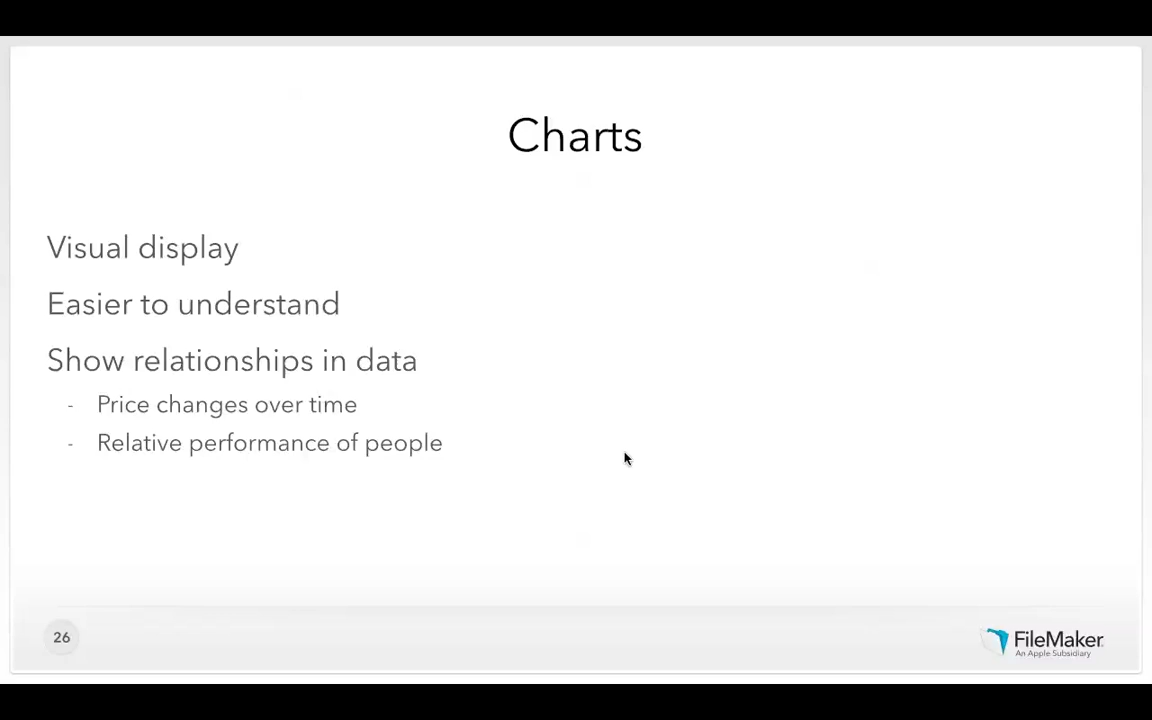 Charts
Visual display
Easier to understand
Show relationships in data
- Price changes over time
- Relative performance of people
26
FileMaker
An Apple Subsidiary